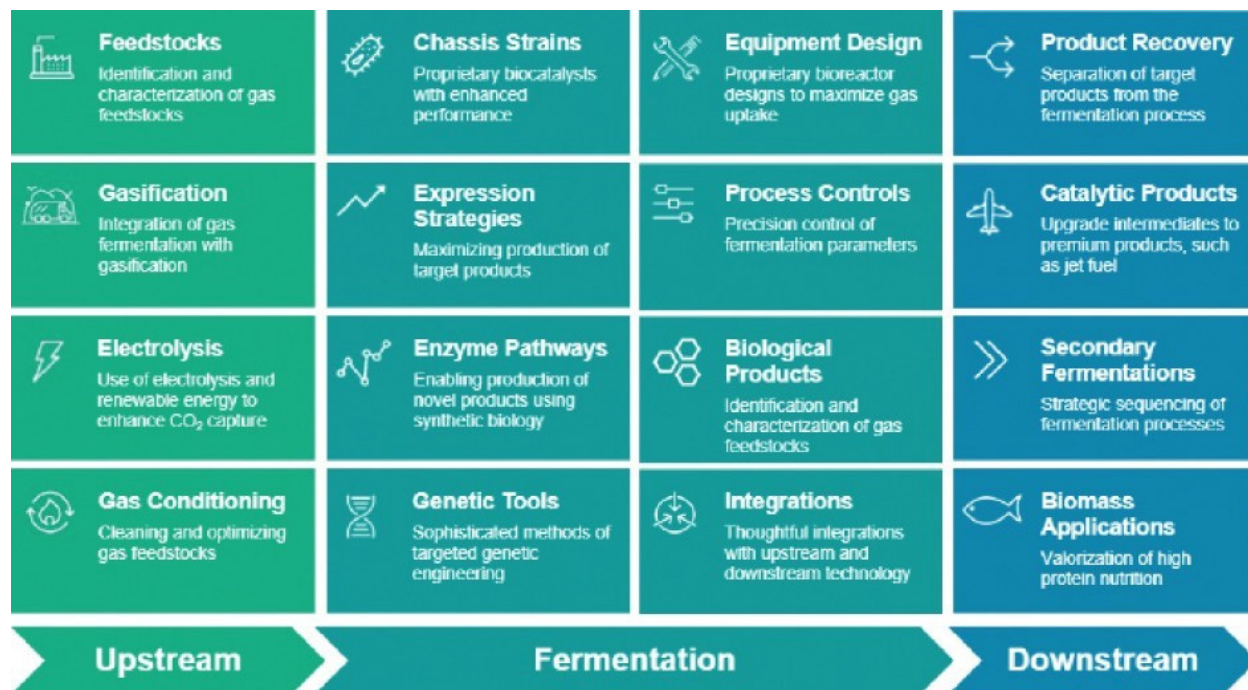 Feedstocks
Identification and
characterization of gas
feedstocks
Chassis Strains
Proprietary biocatalysts
with enhanced
performance
Equipment Design
Proprietary bioreactor
designs to maximize gas
uptake
Product Recovery
Separation of target
products from the
fermentation process
Gasification
Integration of gas
fermentation with
gasification
Expression
Strategies
Maximizing production of
target products
Process Controls
Precision control of
fermentation parameters
Catalytic Products
Upgrade intermediates to
premium products, such
as jet fuel
Electrolysis
Use of electrolysis and
renewable energy to
enhance CO₂ capture
Enzyme Pathways
Enabling production of
novel products using
synthetic biology
Biological
Products
Identification and
characterization of gas
feedstocks
Secondary
Fermentations
Strategic sequencing of
fermentation processes
Gas Conditioning
Cleaning and optimizing
gas feedstocks
Genetic Tools
Sophisticated methods of
targeted genetic
engineering
Integrations
Thoughtful integrations
with upstream and
downstream technology
Biomass
Applications
Valorization of high
protein nutrition
Upstream
Fermentation
Downstream